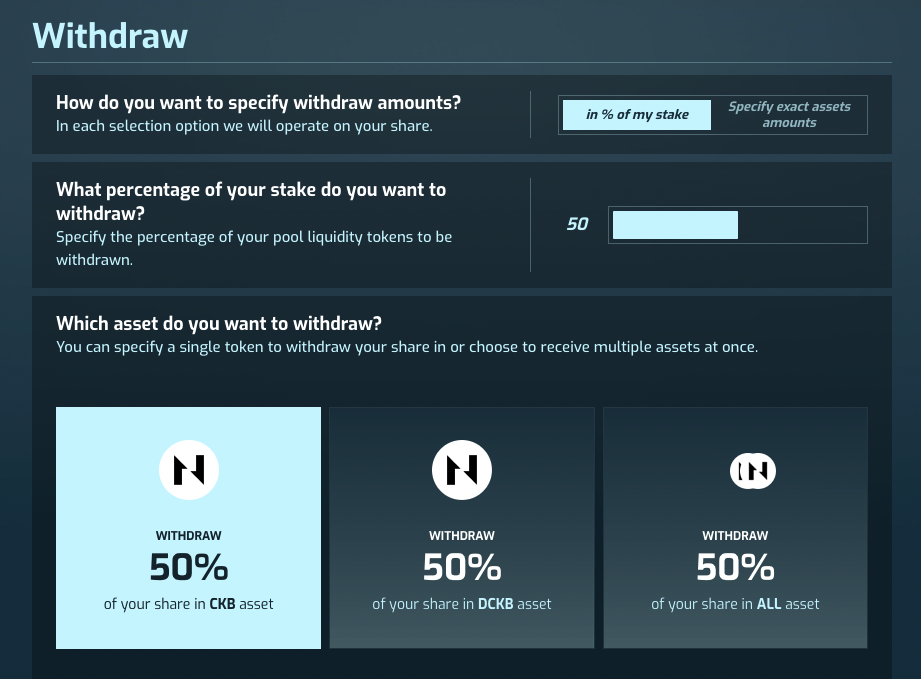 Withdraw
How do you want to specify withdraw amounts?
In each selection option we will operate on your share.
in % of my stake
Specify exact assets
amounts
What percentage of your stake do you want to
withdraw?
Specify the percentage of your pool liquidity tokens to be
withdrawn.
50
Which asset do you want to withdraw?
You can specify a single token to withdraw your share in or choose to receive multiple assets at once.
WITHDRAW
50%
of your share in CKB asset
WITHDRAW
50%
of your share in DCKB asset
WITHDRAW
50%
of your share in ALL asset